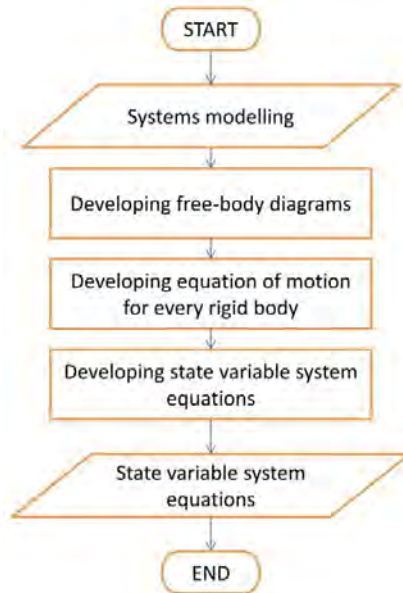 START
Systems modelling
Developing free-body diagrams
Developing equation of motion
for every rigid body
Developing state variable system
equations
State variable system
equations
END